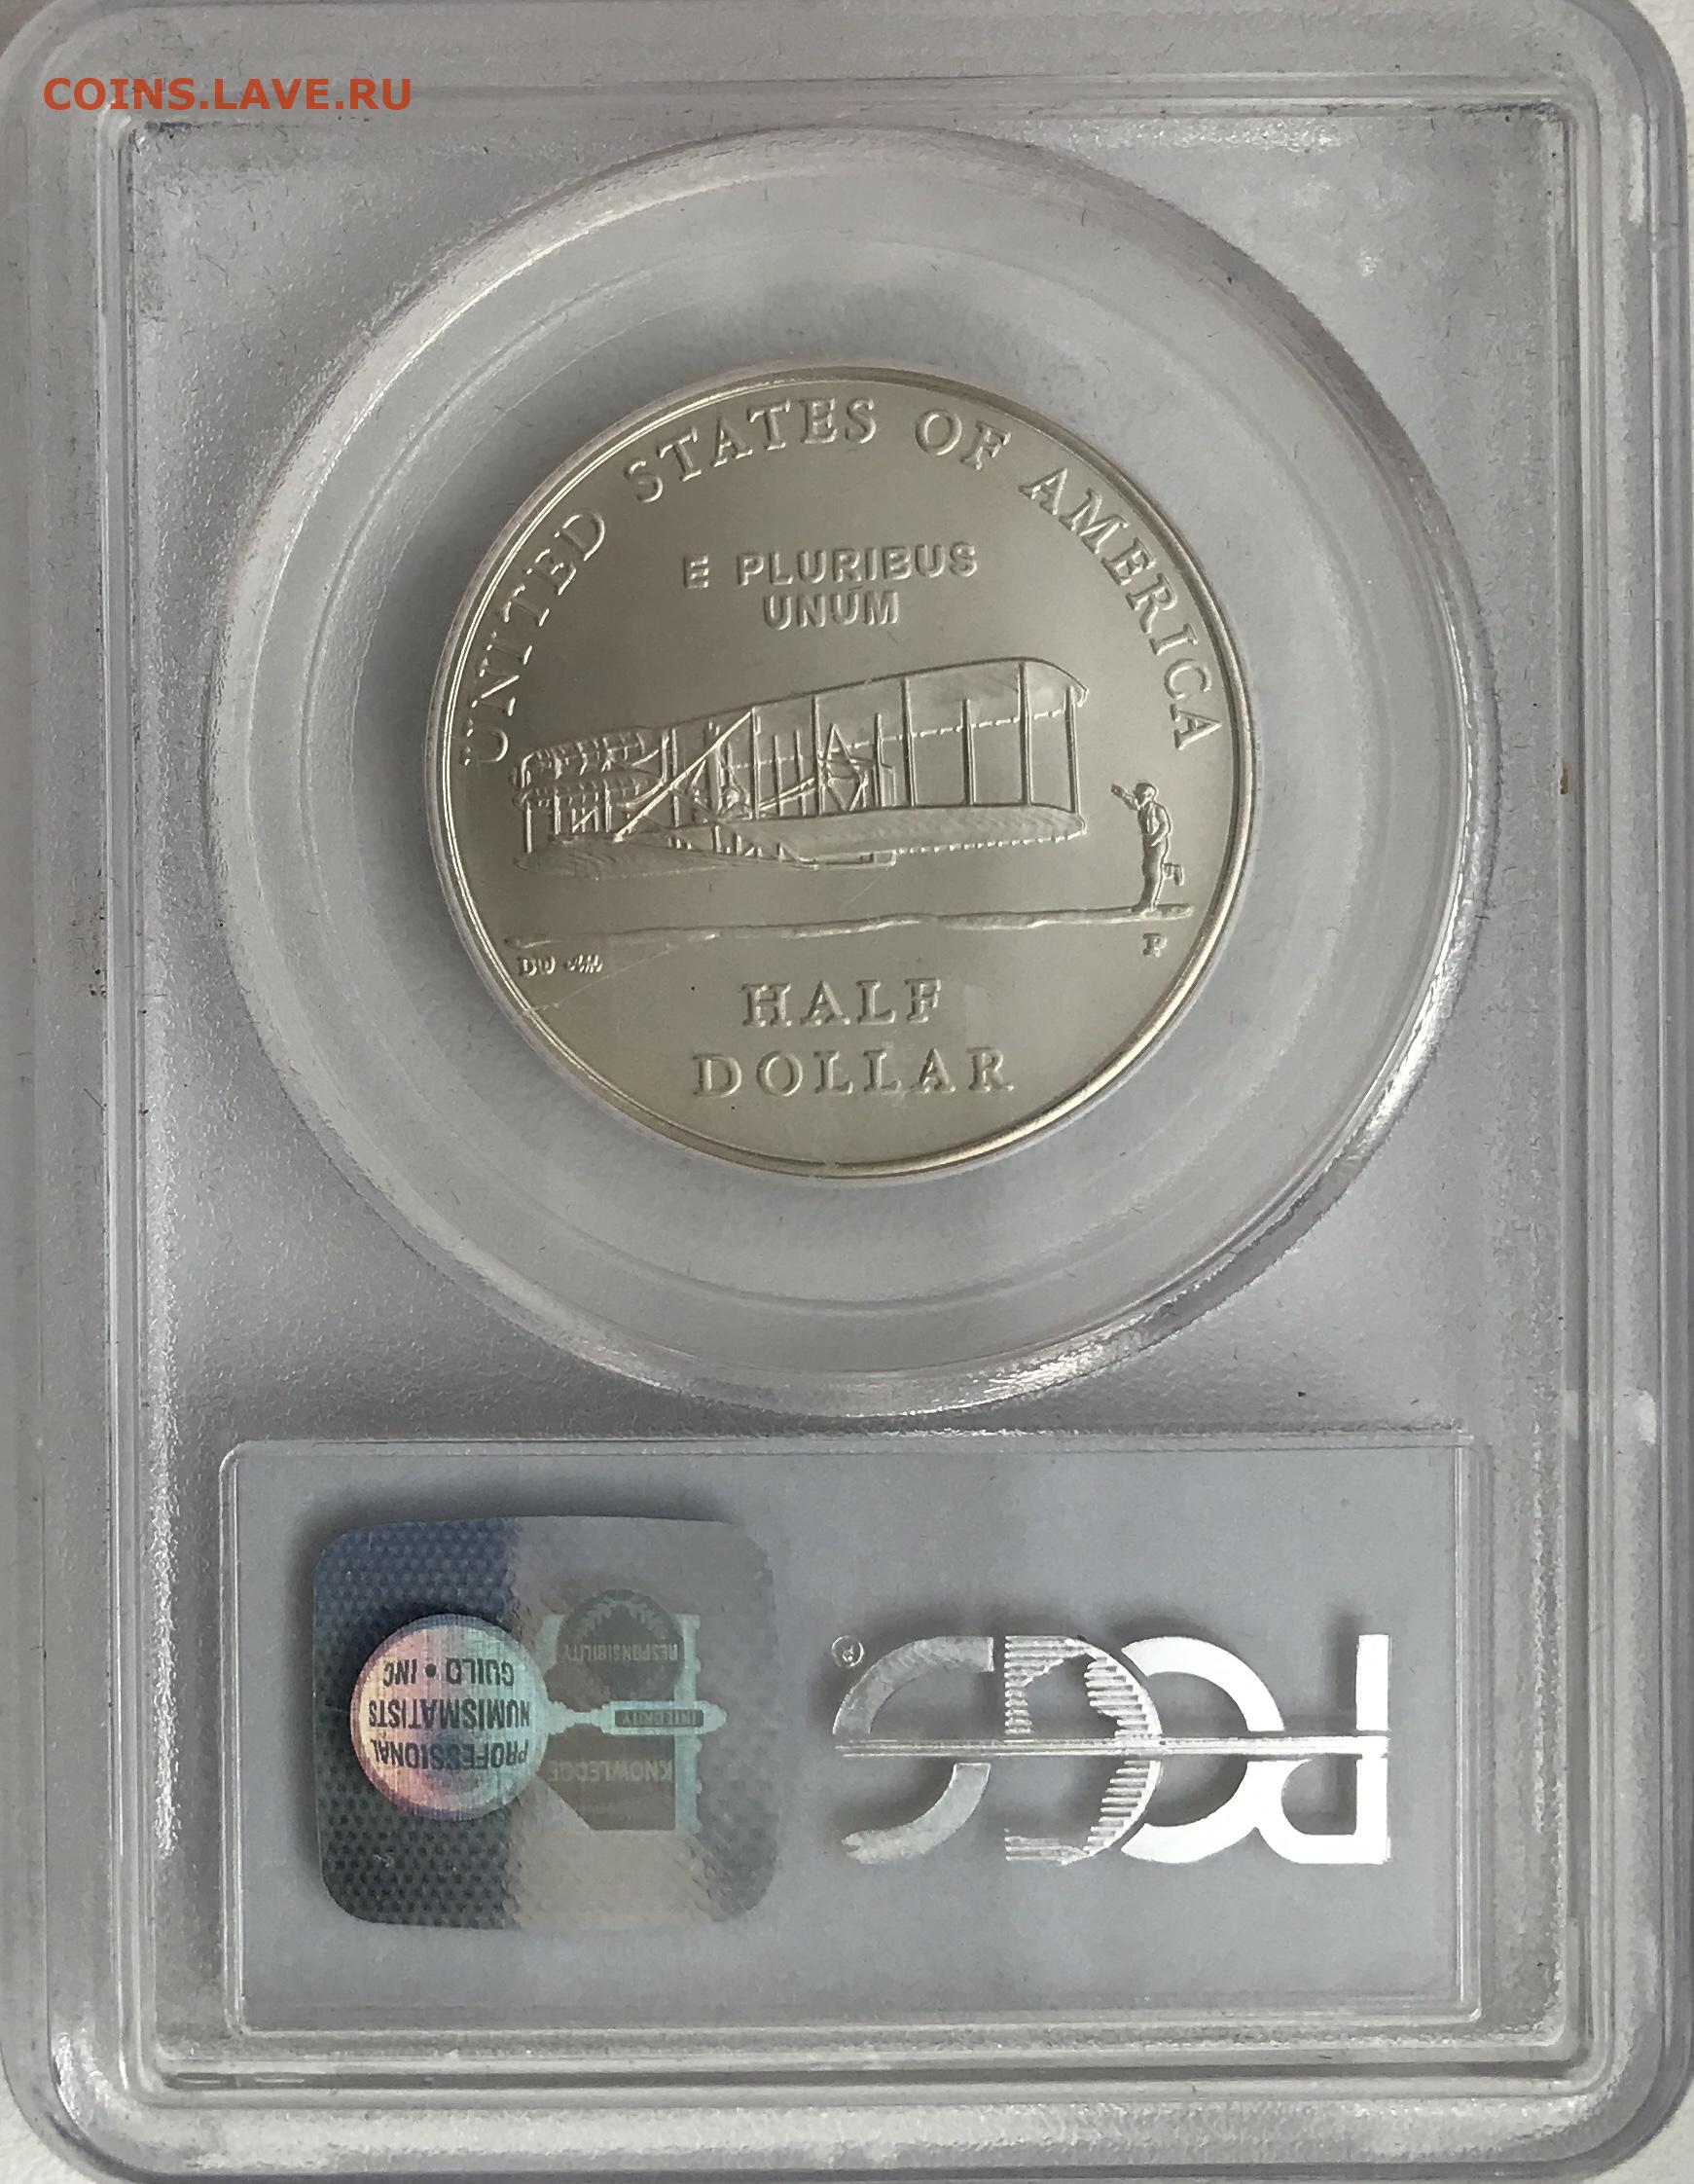 COINS.LAVE.RU
UNITED STATES OF AMERICA
E PLURIBUS
UNUM
DW
P
HALF
DOLLAR
PCGS®
KNOWLEDGE
INTEGRITY
RESPONSIBILITY
PROFESSIONAL
NUMISMATISTS
GUILD • INC